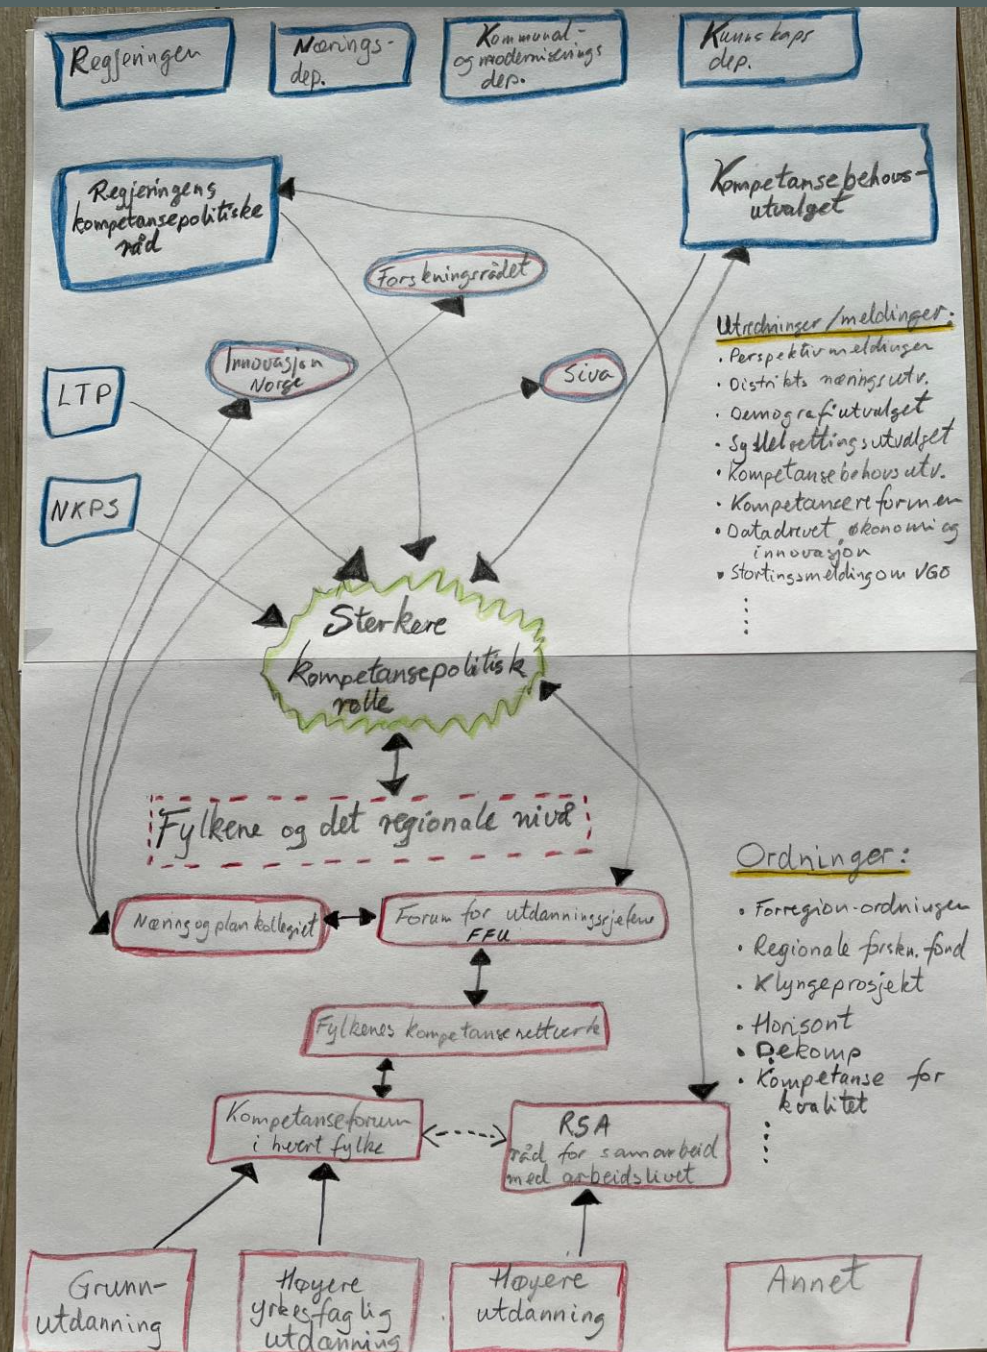 Regjeringen
Nærings-
dep.
Kommunal-
og moderniserings
dep.
Kunnskaps
dep.
Regjeringens
kompetansepolitiske
råd
Kompetansebehovs-
utvalget
Forskningsrådet
Innovasjon
Norge
Siva
LTP
NKPS
Utredninger/meldinger:
• Perspektivmeldingen
• Distrikts næringsutv.
• Demografiutvalget
• Sysselsettingsutvalget
• Kompetansebehovsutv.
• Kompetansereformen
• Datadrevet økonomi og
innovasjon
• Stortingsmelding om VGO
Sterkere
kompetansepolitisk
rolle
Fylkene og det regionale nivå
Næring og plan kollegiet
Forum for utdanningssjefene
FFU
Fylkenes kompetansenettverk
Kompetanseforum
i hvert fylke
RSA
råd for samarbeid
med arbeidslivet
Ordninger:
• Forregion-ordningen
• Regionale forskn. fond
• Klyngeprosjekt
• Horisont
• Dekomp
• Kompetanse for
kvalitet
Grunn-
utdanning
Høyere
yrkesfaglig
utdanning
Høyere
utdanning
Annet